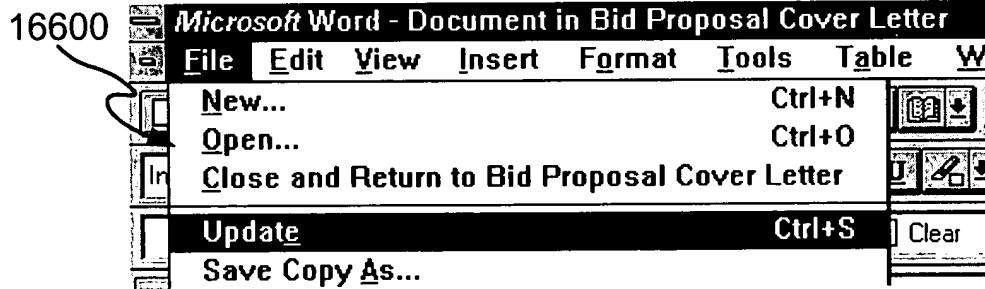 16600
Microsoft Word - Document in Bid Proposal Cover Letter
File Edit View Insert Format Tools Table W
New... Ctrl+N
Open... Ctrl+O
In Close and Return to Bid Proposal Cover Letter U
Update Ctrl+S Clear
Save Copy As...